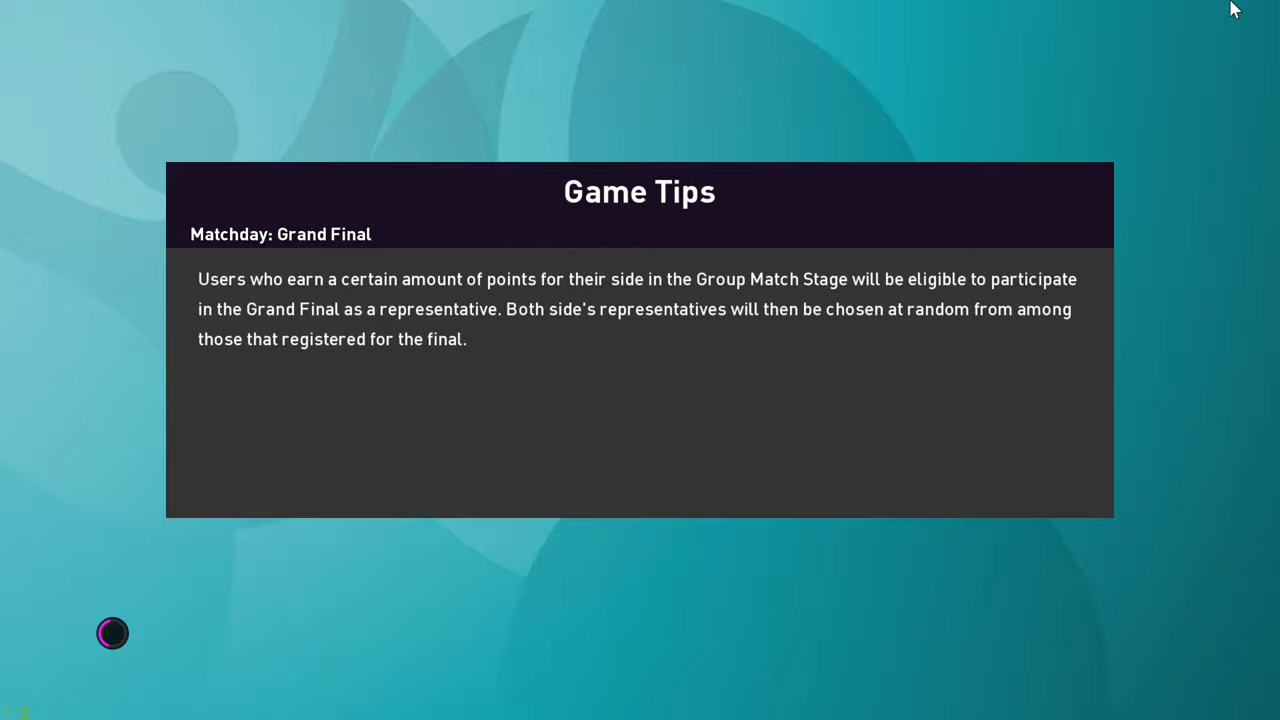 Game Tips
Matchday: Grand Final
Users who earn a certain amount of points for their side in the Group Match Stage will be eligible to participate
in the Grand Final as a representative. Both side's representatives will then be chosen at random from among
those that registered for the final.